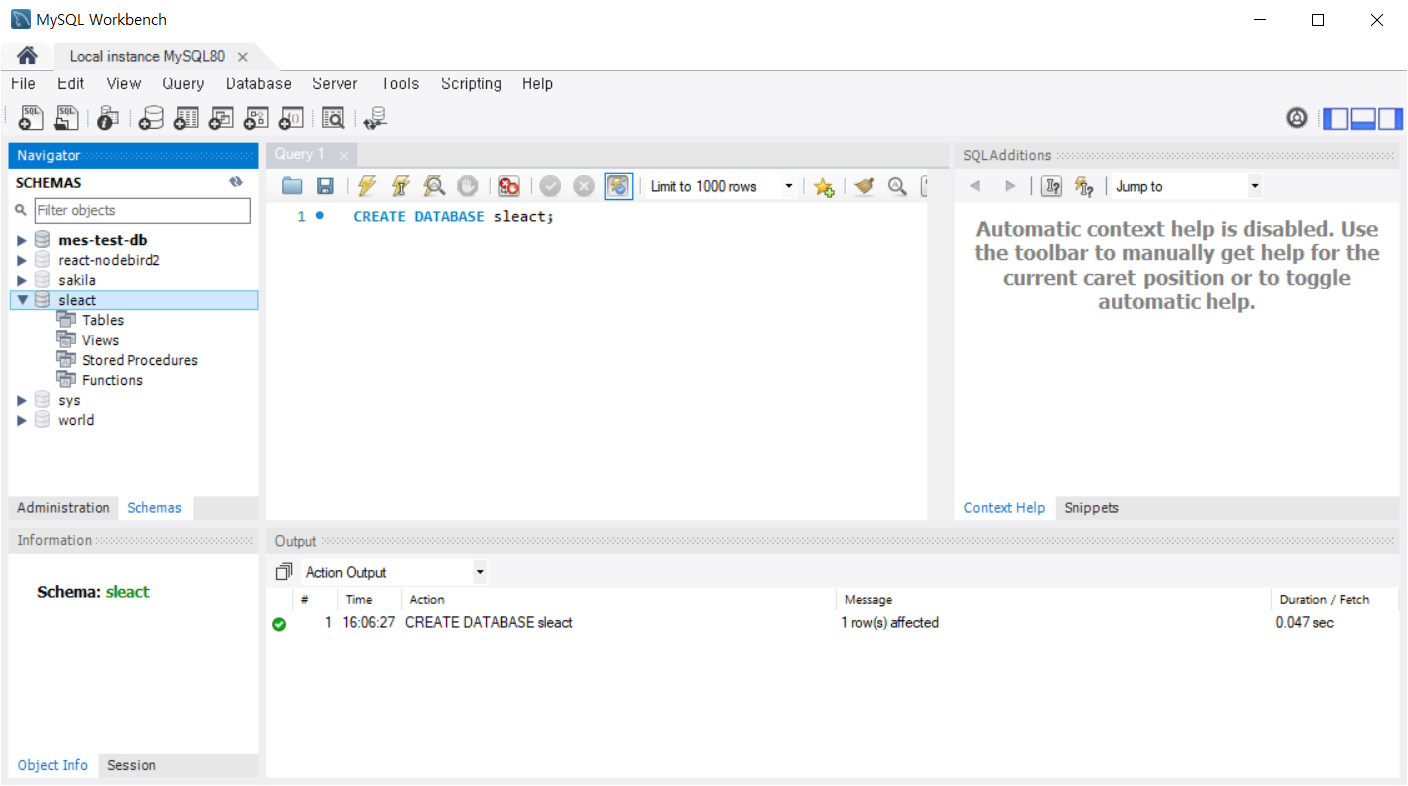 MySQL Workbench
Local instance MySQL80
File Edit View Query Database Server Tools Scripting Help
Navigator
SCHEMAS
Filter objects
mes-test-db
react-nodebird2
sakila
sleact
Tables
Views
Stored Procedures
Functions
sys
world
Administration Schemas
Information
Schema: sleact
Object Info Session
Query 1
Limit to 1000 rows
1 CREATE DATABASE sleact;
SQLAdditions
Jump to
Automatic context help is disabled. Use
the toolbar to manually get help for the
current caret position or to toggle
automatic help.
Context Help Snippets
Output
Action Output
# Time Action Message Duration / Fetch
1 16:06:27 CREATE DATABASE sleact 1 row(s) affected 0.047 sec